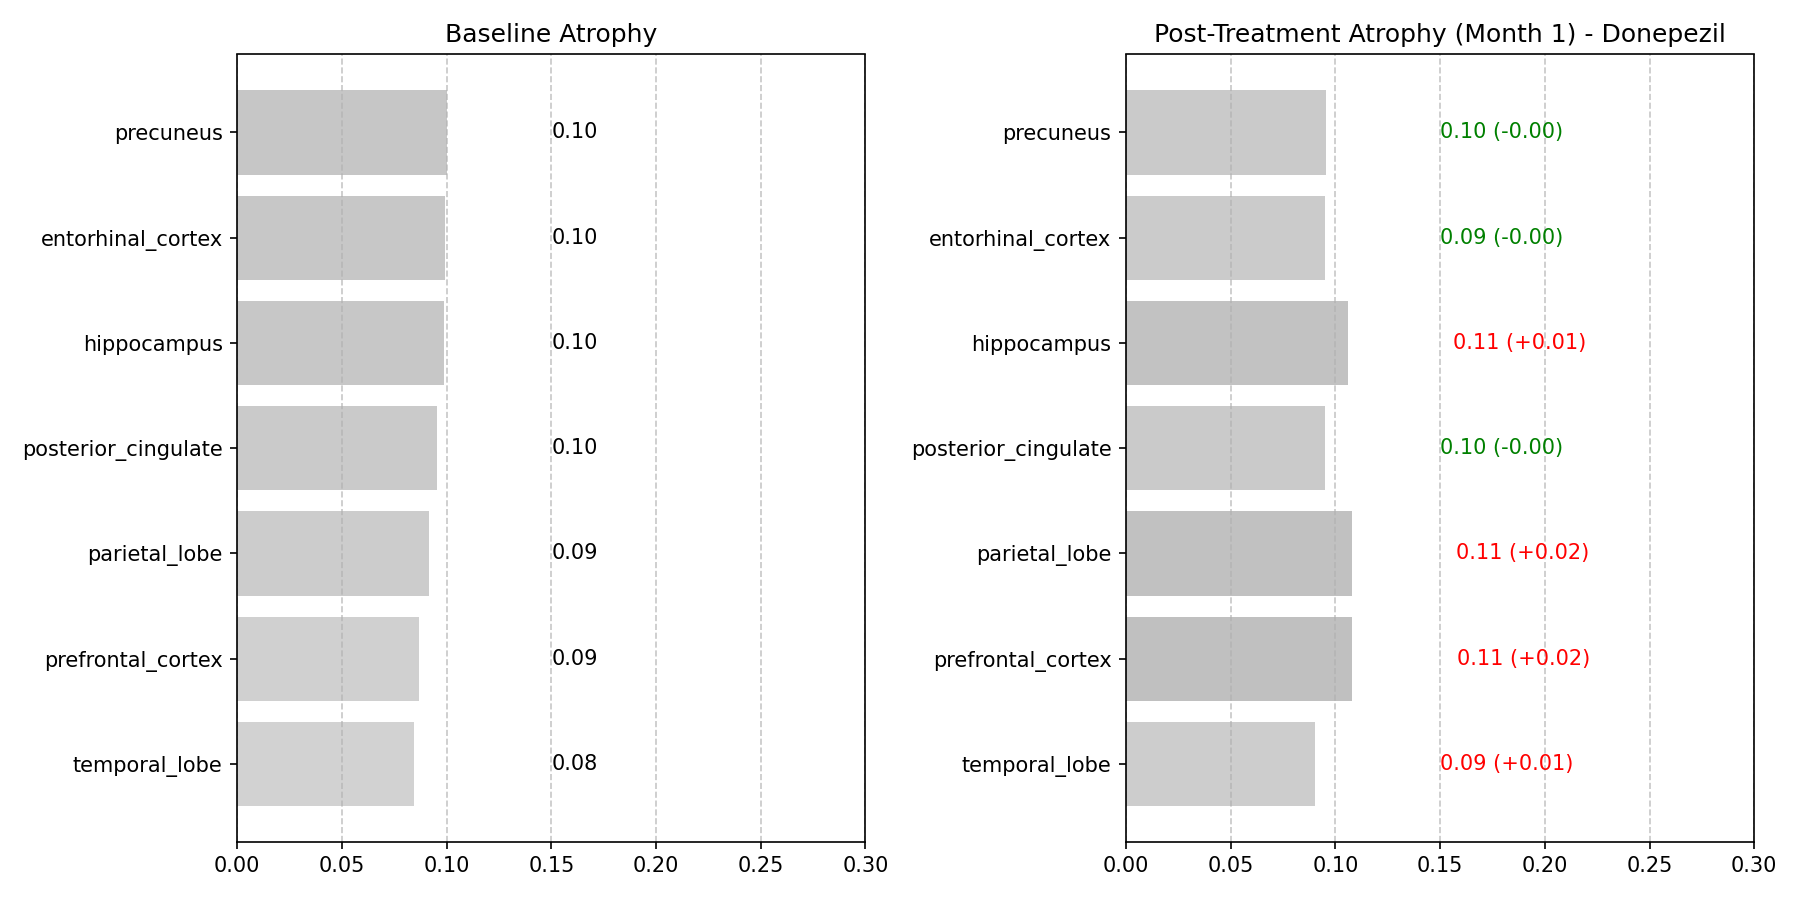 Baseline Atrophy
precuneus 0.10
entorhinal_cortex 0.10
hippocampus 0.10
posterior_cingulate 0.10
parietal_lobe 0.09
prefrontal_cortex 0.09
temporal_lobe 0.08
0.00 0.05 0.10 0.15 0.20 0.25 0.30
Post-Treatment Atrophy (Month 1) - Donepezil
precuneus 0.10 (-0.00)
entorhinal_cortex 0.09 (-0.00)
hippocampus 0.11 (+0.01)
posterior_cingulate 0.10 (-0.00)
parietal_lobe 0.11 (+0.02)
prefrontal_cortex 0.11 (+0.02)
temporal_lobe 0.09 (+0.01)
0.00 0.05 0.10 0.15 0.20 0.25 0.30